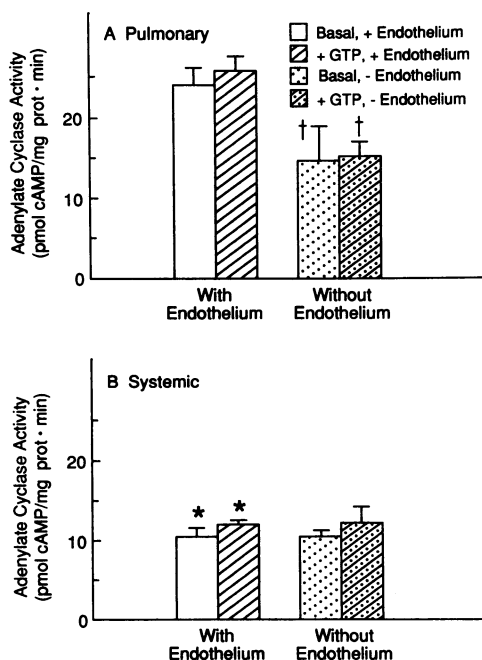 A Pulmonary
Basal, + Endothelium
+ GTP, + Endothelium
Basal, - Endothelium
+ GTP, - Endothelium
Adenylate Cyclase Activity
(pmol cAMP/mg prot · min)
20
10
0
† †
With
Endothelium
Without
Endothelium
B Systemic
Adenylate Cyclase Activity
(pmol cAMP/mg prot · min)
20
10
0
* *
With
Endothelium
Without
Endothelium